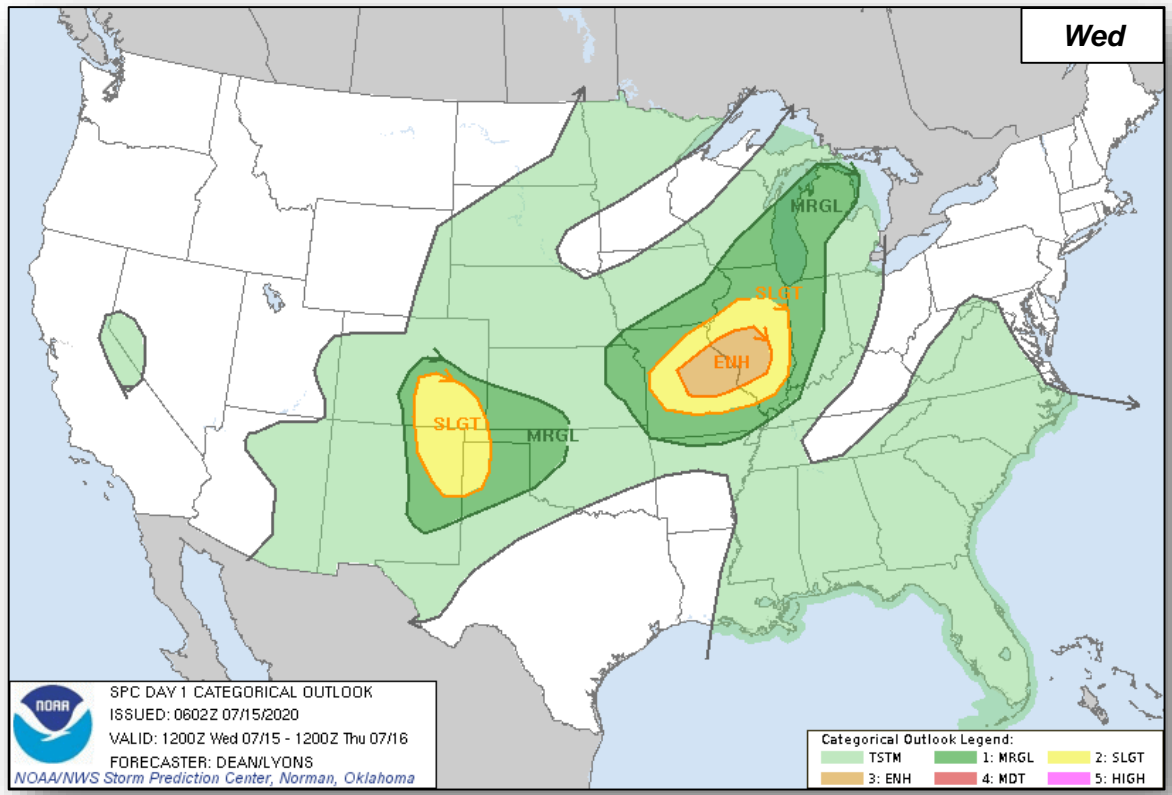 Wed
MRGL
SLGT
ENH
SLGT
MRGL
NOAA
SPC DAY 1 CATEGORICAL OUTLOOK
ISSUED: 0602Z 07/15/2020
VALID: 1200Z Wed 07/15 - 1200Z Thu 07/16
FORECASTER: DEAN/LYONS
NOAA/NWS Storm Prediction Center, Norman, Oklahoma
Categorical Outlook Legend:
TSTM 1: MRGL 2: SLGT
3: ENH 4: MDT 5: HIGH